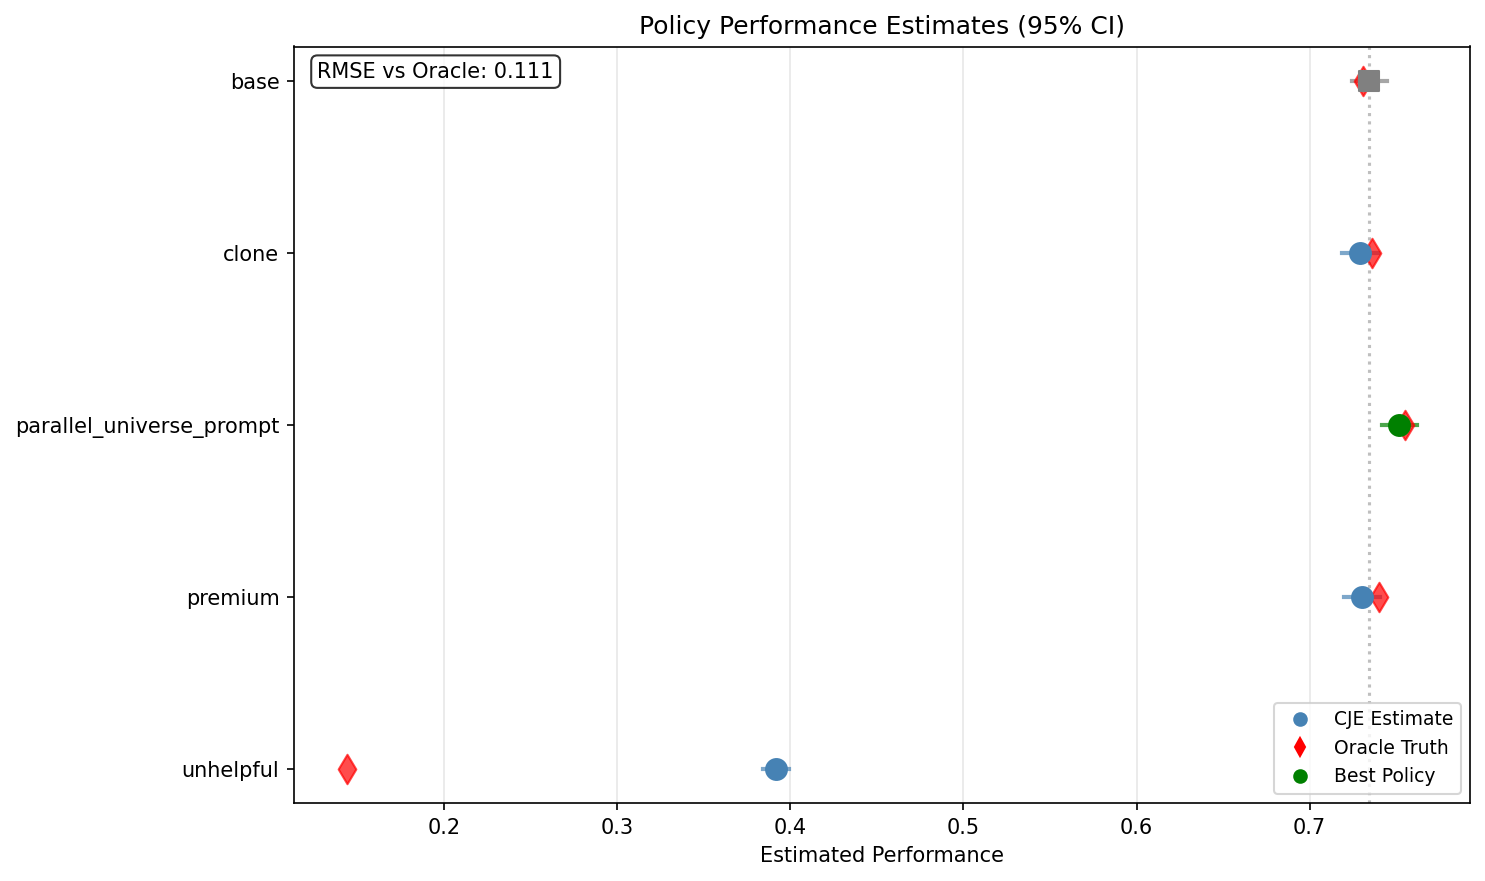 Policy Performance Estimates (95% CI)
RMSE vs Oracle: 0.111
base
clone
parallel_universe_prompt
premium
unhelpful
CJE Estimate
Oracle Truth
Best Policy
0.2 0.3 0.4 0.5 0.6 0.7
Estimated Performance